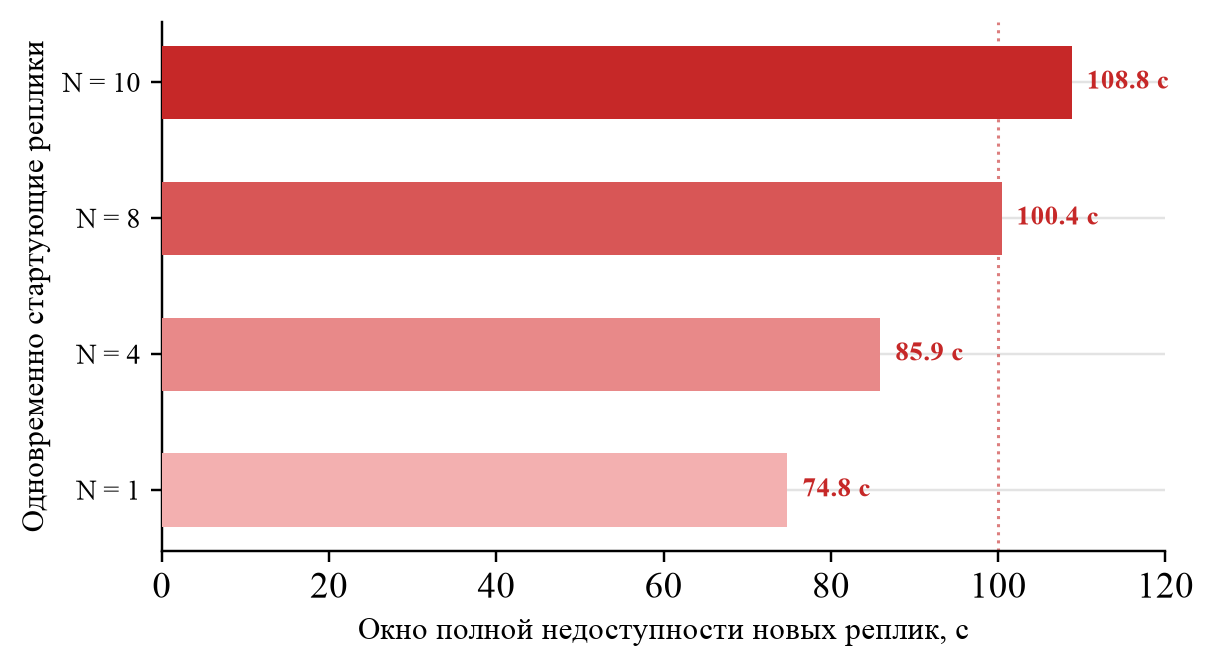 Одновременно стартующие реплики
N = 10
108.8 с
N = 8
100.4 с
N = 4
85.9 с
N = 1
74.8 с
0 20 40 60 80 100 120
Окно полной недоступности новых реплик, с